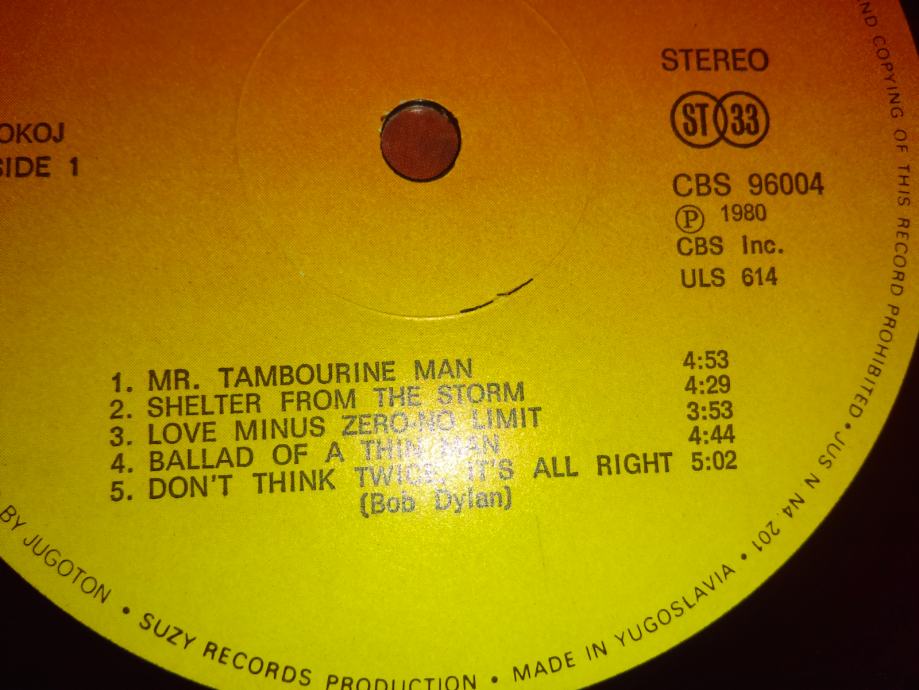 STEREO
OKOJ
SIDE 1
ST 33
CBS 96004
℗ 1980
CBS Inc.
ULS 614
1. MR. TAMBOURINE MAN 4:53
2. SHELTER FROM THE STORM 4:29
3. LOVE MINUS ZERO-NO LIMIT 3:53
4. BALLAD OF A THIN MAN 4:44
5. DON'T THINK TWICE, IT'S ALL RIGHT 5:02
(Bob Dylan)
ND COPYING OF THIS RECORD PROHIBITED • JUS N N4 201 •
BY JUGOTON • SUZY RECORDS PRODUCTION • MADE IN YUGOSLAVIA •